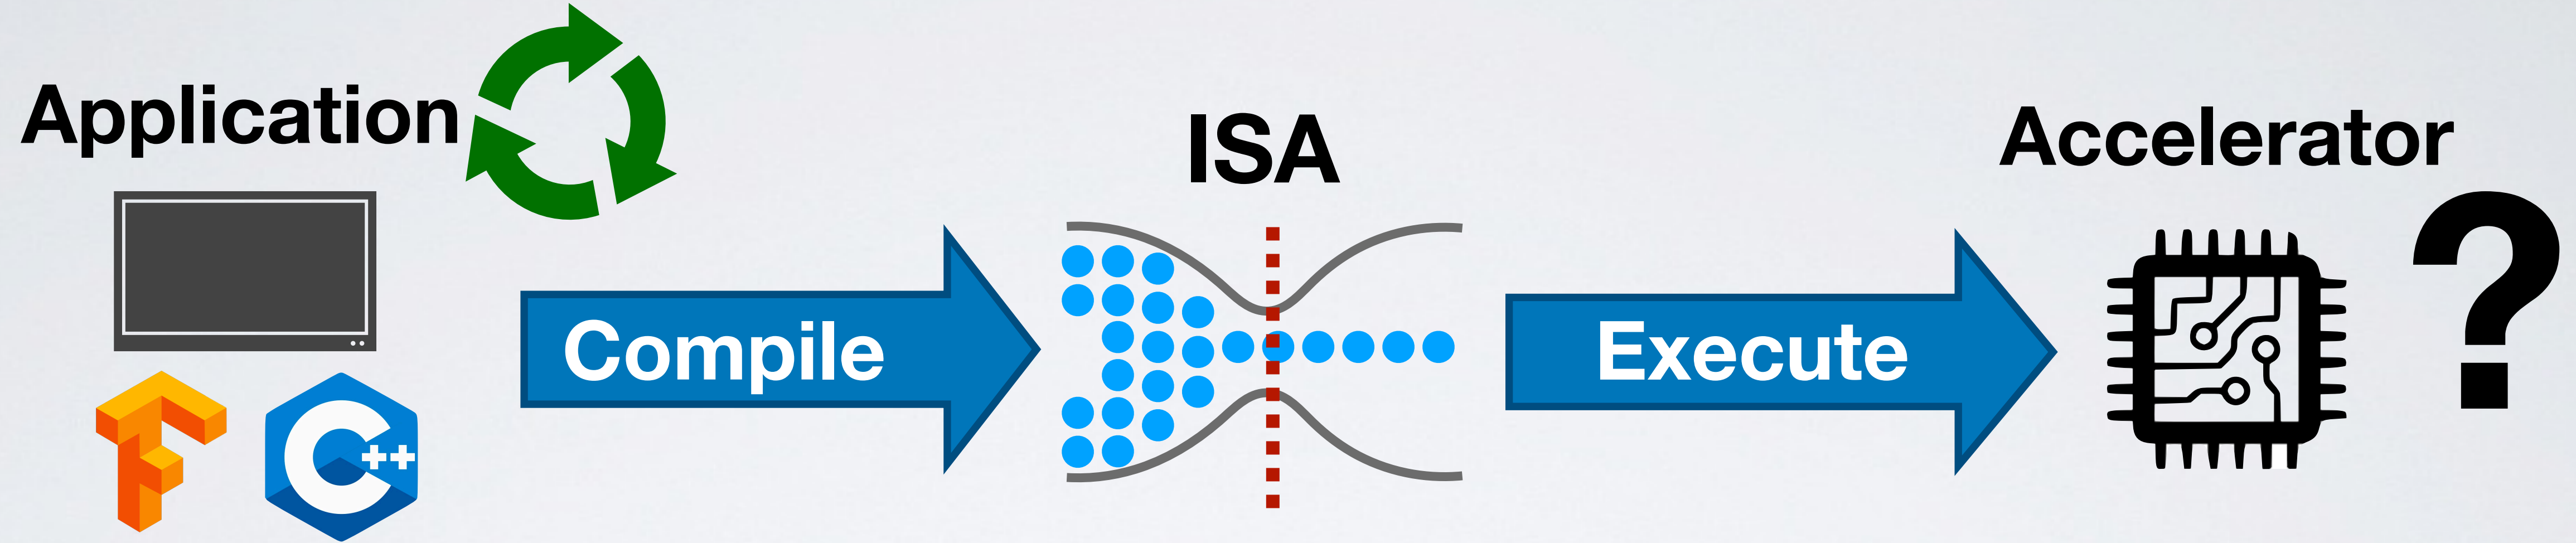 Application
ISA
Accelerator
?
Compile
Execute
C++